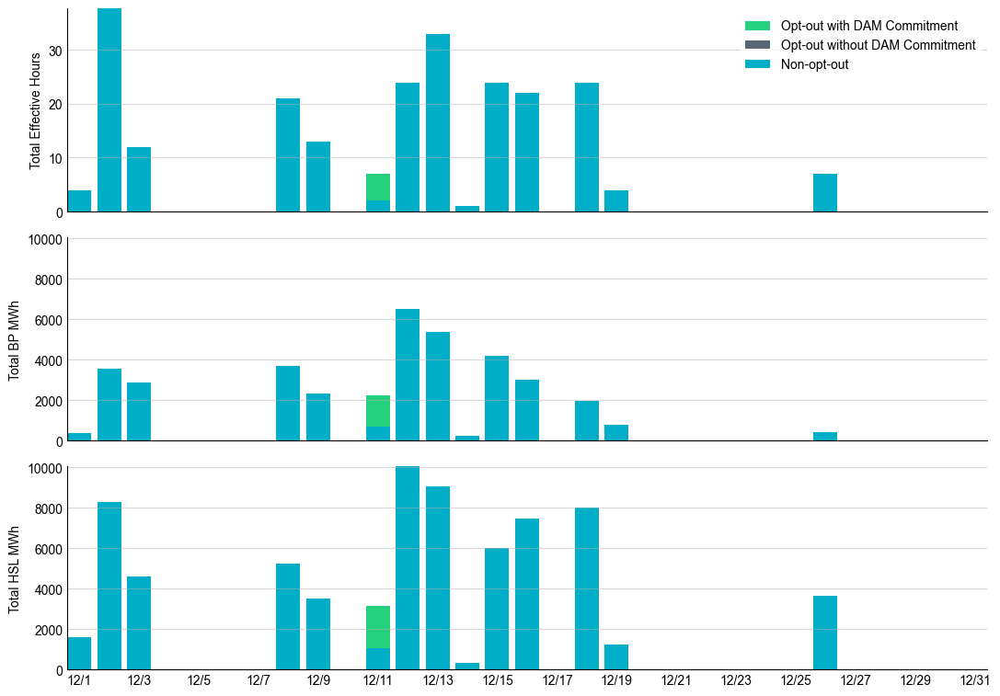 Opt-out with DAM Commitment
Opt-out without DAM Commitment
Non-opt-out
Total Effective Hours
30
20
10
0
Total BP MWh
10000
8000
6000
4000
2000
0
Total HSL MWh
10000
8000
6000
4000
2000
0
12/1 12/3 12/5 12/7 12/9 12/11 12/13 12/15 12/17 12/19 12/21 12/23 12/25 12/27 12/29 12/31